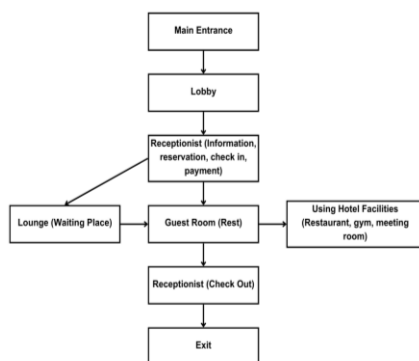 Main Entrance
Lobby
Receptionist (Information,
reservation, check in,
payment)
Lounge (Waiting Place)
Guest Room (Rest)
Using Hotel Facilities
(Restaurant, gym, meeting
room)
Receptionist (Check Out)
Exit